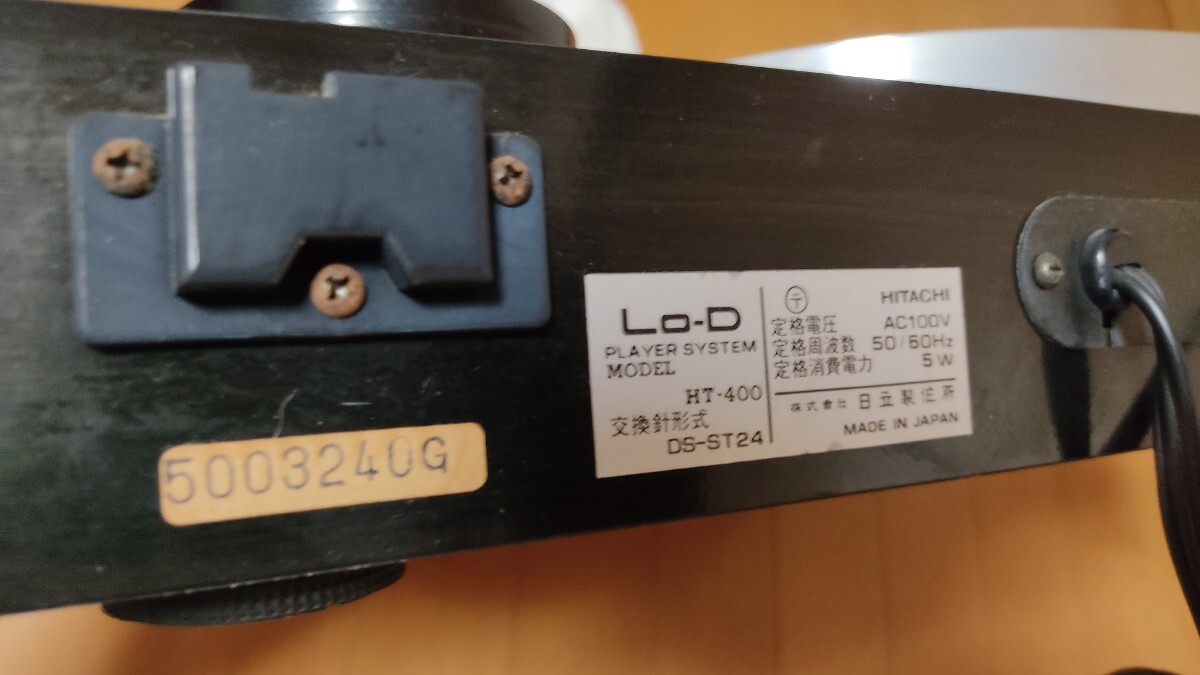 5003240G
Lo-D
PLAYER SYSTEM
MODEL
HT-400
交換針形式
DS-ST24
〒 HITACHI
定格電圧 AC100V
定格周波数 50/60Hz
定格消費電力 5W
株式會社 日立製作所
MADE IN JAPAN